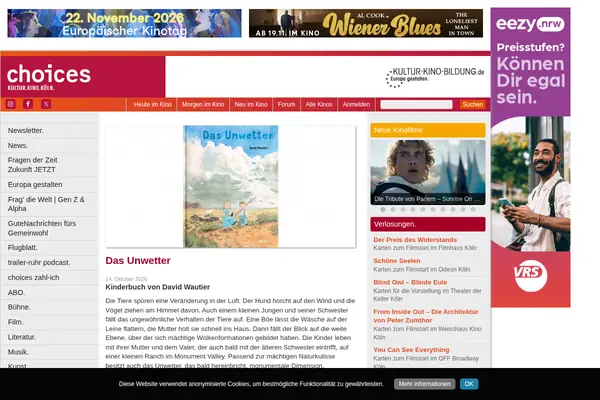 22. November 2026
Europäischer Kinotag
AL COOK IN
Wiener Blues
THE LONELIEST MAN IN TOWN
AB 19.11. IM KINO
eezy.nrw
Preisstufen?
Können Dir egal sein.
VRS
choices
KULTUR.KINO.KÖLN.
KULTUR·KINO·BILDUNG.de
Europa gestalten.
Heute im Kino
Morgen im Kino
Neu im Kino
Forum
Alle Kinos
Anmelden
Suchen
Newsletter.
News.
Fragen der Zeit
Zukunft JETZT
Europa gestalten
Frag' die Welt | Gen Z &
Alpha
GuteNachrichten fürs
Gemeinwohl
Flugblatt.
trailer-ruhr podcast.
choices zahl-ich
ABO.
Bühne.
Film.
Literatur.
Musik.
Kunst.
Das Unwetter
David Wautier
Das Unwetter
14. Oktober 2026
Kinderbuch von David Wautier
Die Tiere spüren eine Veränderung in der Luft. Der Hund horcht auf den Wind und die
Vögel ziehen am Himmel davon. Auch einem kleinen Jungen und seiner Schwester
fällt das ungewöhnliche Verhalten der Tiere auf. Eine Böe lässt die Wäsche auf der
Leine flattern, die Mutter holt sie schnell ins Haus. Dann fällt der Blick auf die weite
Ebene, über der sich mächtige Wolkenformationen gebildet haben. Die Kinder leben
mit ihrer Mutter und dem Vater, der auch bald mit der älteren Schwester eintrifft, auf
einer kleinen Ranch im Monument Valley. Passend zur mächtigen Naturkulisse
besitzt auch das Unwetter, das bald hereinbricht, monumentale Dimension.
Neue Kinofilme
Die Tribute von Panem – Sunrise On …
Verlosungen.
Der Preis des Widerstands
Karten zum Filmstart im Filmhaus Köln
Schöne Seelen
Karten zum Filmstart im Odeon Köln
Blind Owl – Blinde Eule
Karten für die Vorstellung im Theater der
Keller Köln
From Inside Out – Die Architektur
von Peter Zumthor
Karten zum Filmstart im Weisshaus Kino
Köln
You Can See Everything
Karten zum Filmstart im OFF Broadway
Köln
Diese Website verwendet anonymisierte Cookies, um bestmögliche Funktionalität zu gewährleisten.
Mehr informationen
OK